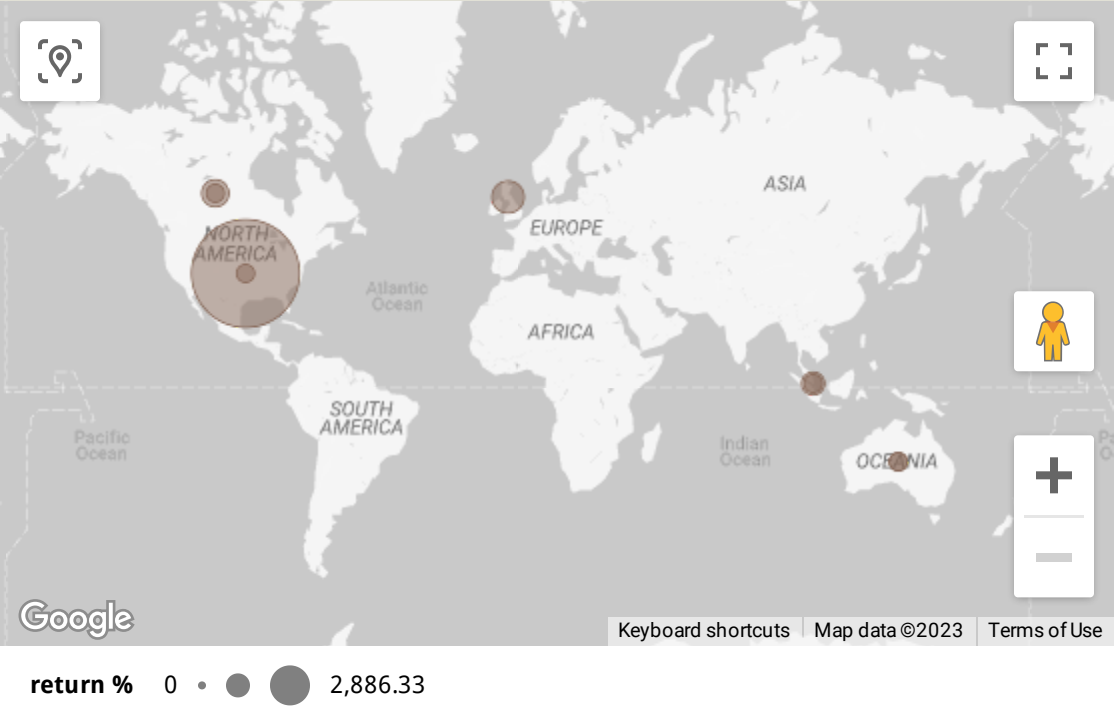 ASIA
NORTH
AMERICA
EUROPE
Atlantic
Ocean
AFRICA
SOUTH
AMERICA
Pacific
Ocean
Indian
Ocean
OCEANIA
Pa
O
Google
Keyboard shortcuts
Map data ©2023
Terms of Use
return % 0 2,886.33